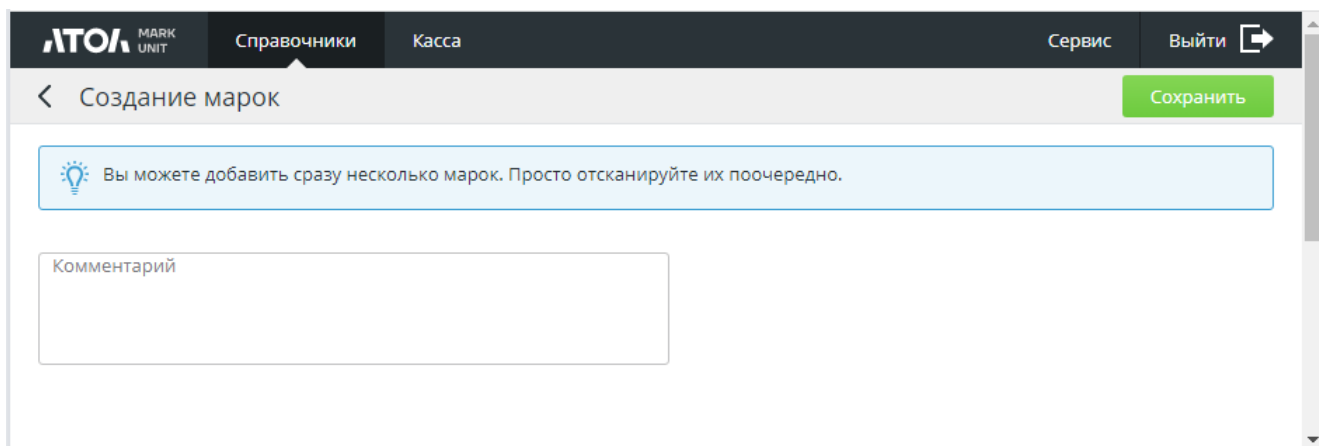 АТОЛ MARK UNIT Справочники Касса Сервис Выйти
Создание марок Сохранить
Вы можете добавить сразу несколько марок. Просто отсканируйте их поочередно.
Комментарий